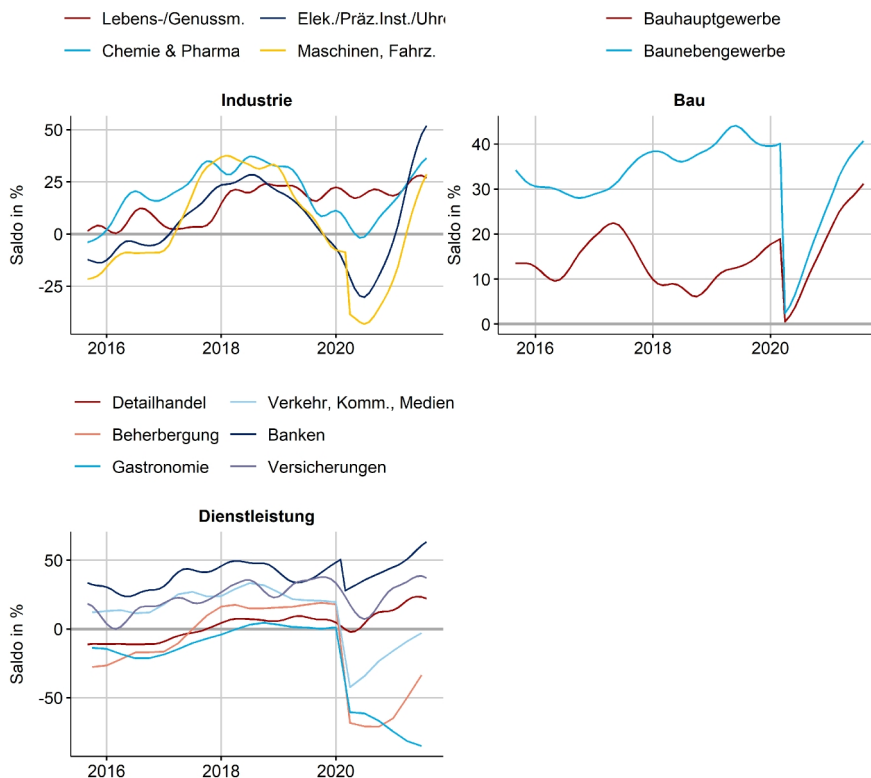 Lebens-/Genussm. Elek./Präz.Inst./Uhre
Chemie & Pharma Maschinen, Fahrz.
Industrie
Saldo in %
50
25
0
-25
2016 2018 2020
Bauhauptgewerbe
Baunebengewerbe
Bau
Saldo in %
40
30
20
10
0
2016 2018 2020
Detailhandel Verkehr, Komm., Medien
Beherbergung Banken
Gastronomie Versicherungen
Dienstleistung
Saldo in %
50
0
-50
2016 2018 2020